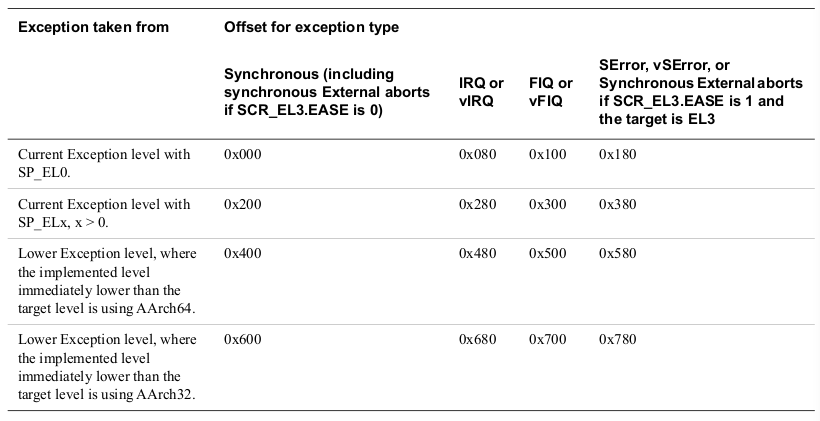 Exception taken from Offset for exception type
Synchronous (including
synchronous External aborts
if SCR_EL3.EASE is 0)
IRQ or
vIRQ
FIQ or
vFIQ
SError, vSError, or
Synchronous External aborts
if SCR_EL3.EASE is 1 and
the target is EL3
Current Exception level with
SP_EL0.
0x000 0x080 0x100 0x180
Current Exception level with
SP_ELx, x > 0.
0x200 0x280 0x300 0x380
Lower Exception level, where
the implemented level
immediately lower than the
target level is using AArch64.
0x400 0x480 0x500 0x580
Lower Exception level, where
the implemented level
immediately lower than the
target level is using AArch32.
0x600 0x680 0x700 0x780